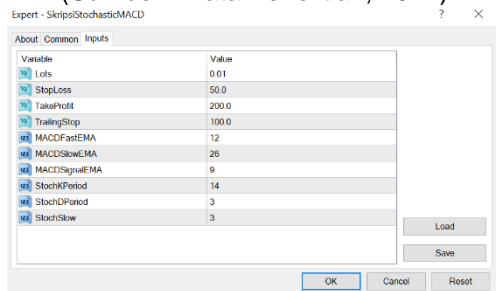 Expert - SkripsiStochasticMACD ? ×
About Common Inputs
Variable Value
Lots 0.01
StopLoss 50.0
TakeProfit 200.0
TrailingStop 100.0
MACDFastEMA 12
MACDSlowEMA 26
MACDSignalEMA 9
StochKPeriod 14
StochDPeriod 3
StochSlow 3
Load
Save
OK Cancel Reset